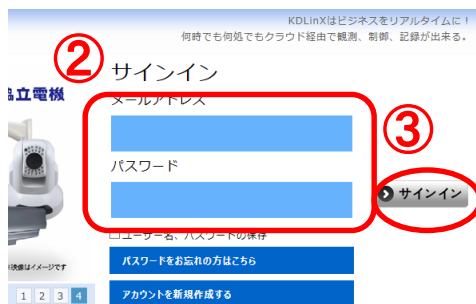 KDLinXはビジネスをリアルタイムに!
何時でも何処でもクラウド経由で観測、制御、記録が出来る。
②
サインイン
立電機
メールアドレス
③
パスワード
サインイン
ユーザー名、パスワードの保存
映像はイメージです
パスワードをお忘れの方はこちら
1 2 3 4
アカウントを新規作成する